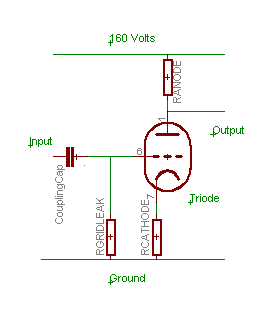 160 Volts
RANODE
1
Output
Input
6
CouplingCap
Triode
7
RGRIDLEAK
RCATHODE
Ground